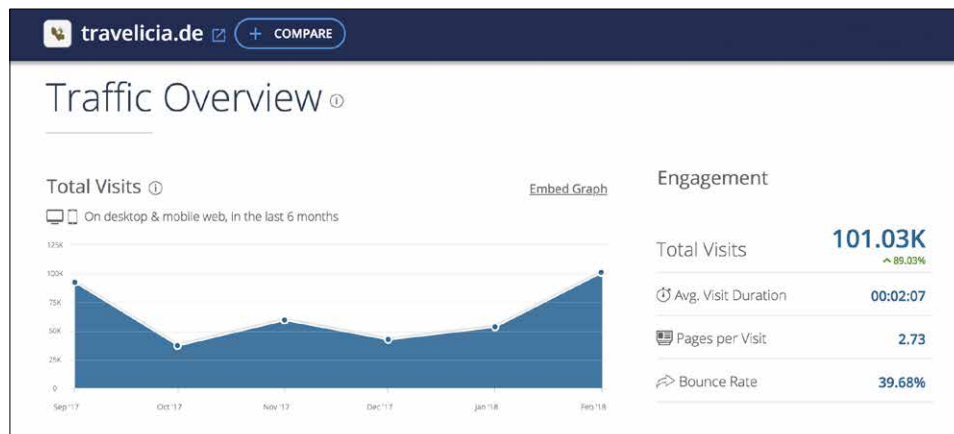 travelicia.de + COMPARE
Traffic Overview
Total Visits
Embed Graph
On desktop & mobile web, in the last 6 months
125K
100K
75K
50K
25K
0
Sep '17 Oct '17 Nov '17 Dec '17 Jan '18 Feb '18
Engagement
Total Visits 101.03K
89.03%
Avg. Visit Duration 00:02:07
Pages per Visit 2.73
Bounce Rate 39.68%